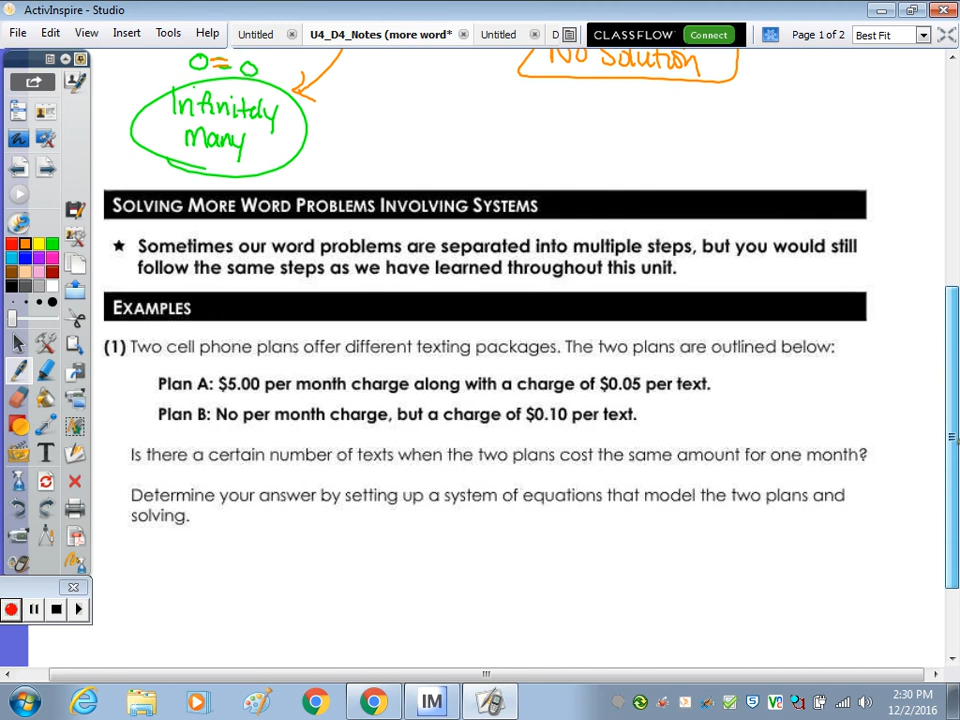 ActivInspire - Studio
File Edit View Insert Tools Help Untitled U4_D4_Notes (more word* Untitled D CLASSFLOW Connect Page 1 of 2 Best Fit
0=0
No Solution
Infinitely
Many
SOLVING MORE WORD PROBLEMS INVOLVING SYSTEMS
★ Sometimes our word problems are separated into multiple steps, but you would still
follow the same steps as we have learned throughout this unit.
EXAMPLES
(1) Two cell phone plans offer different texting packages. The two plans are outlined below:
Plan A: $5.00 per month charge along with a charge of $0.05 per text.
Plan B: No per month charge, but a charge of $0.10 per text.
Is there a certain number of texts when the two plans cost the same amount for one month?
Determine your answer by setting up a system of equations that model the two plans and
solving.
IM
2:30 PM
12/2/2016